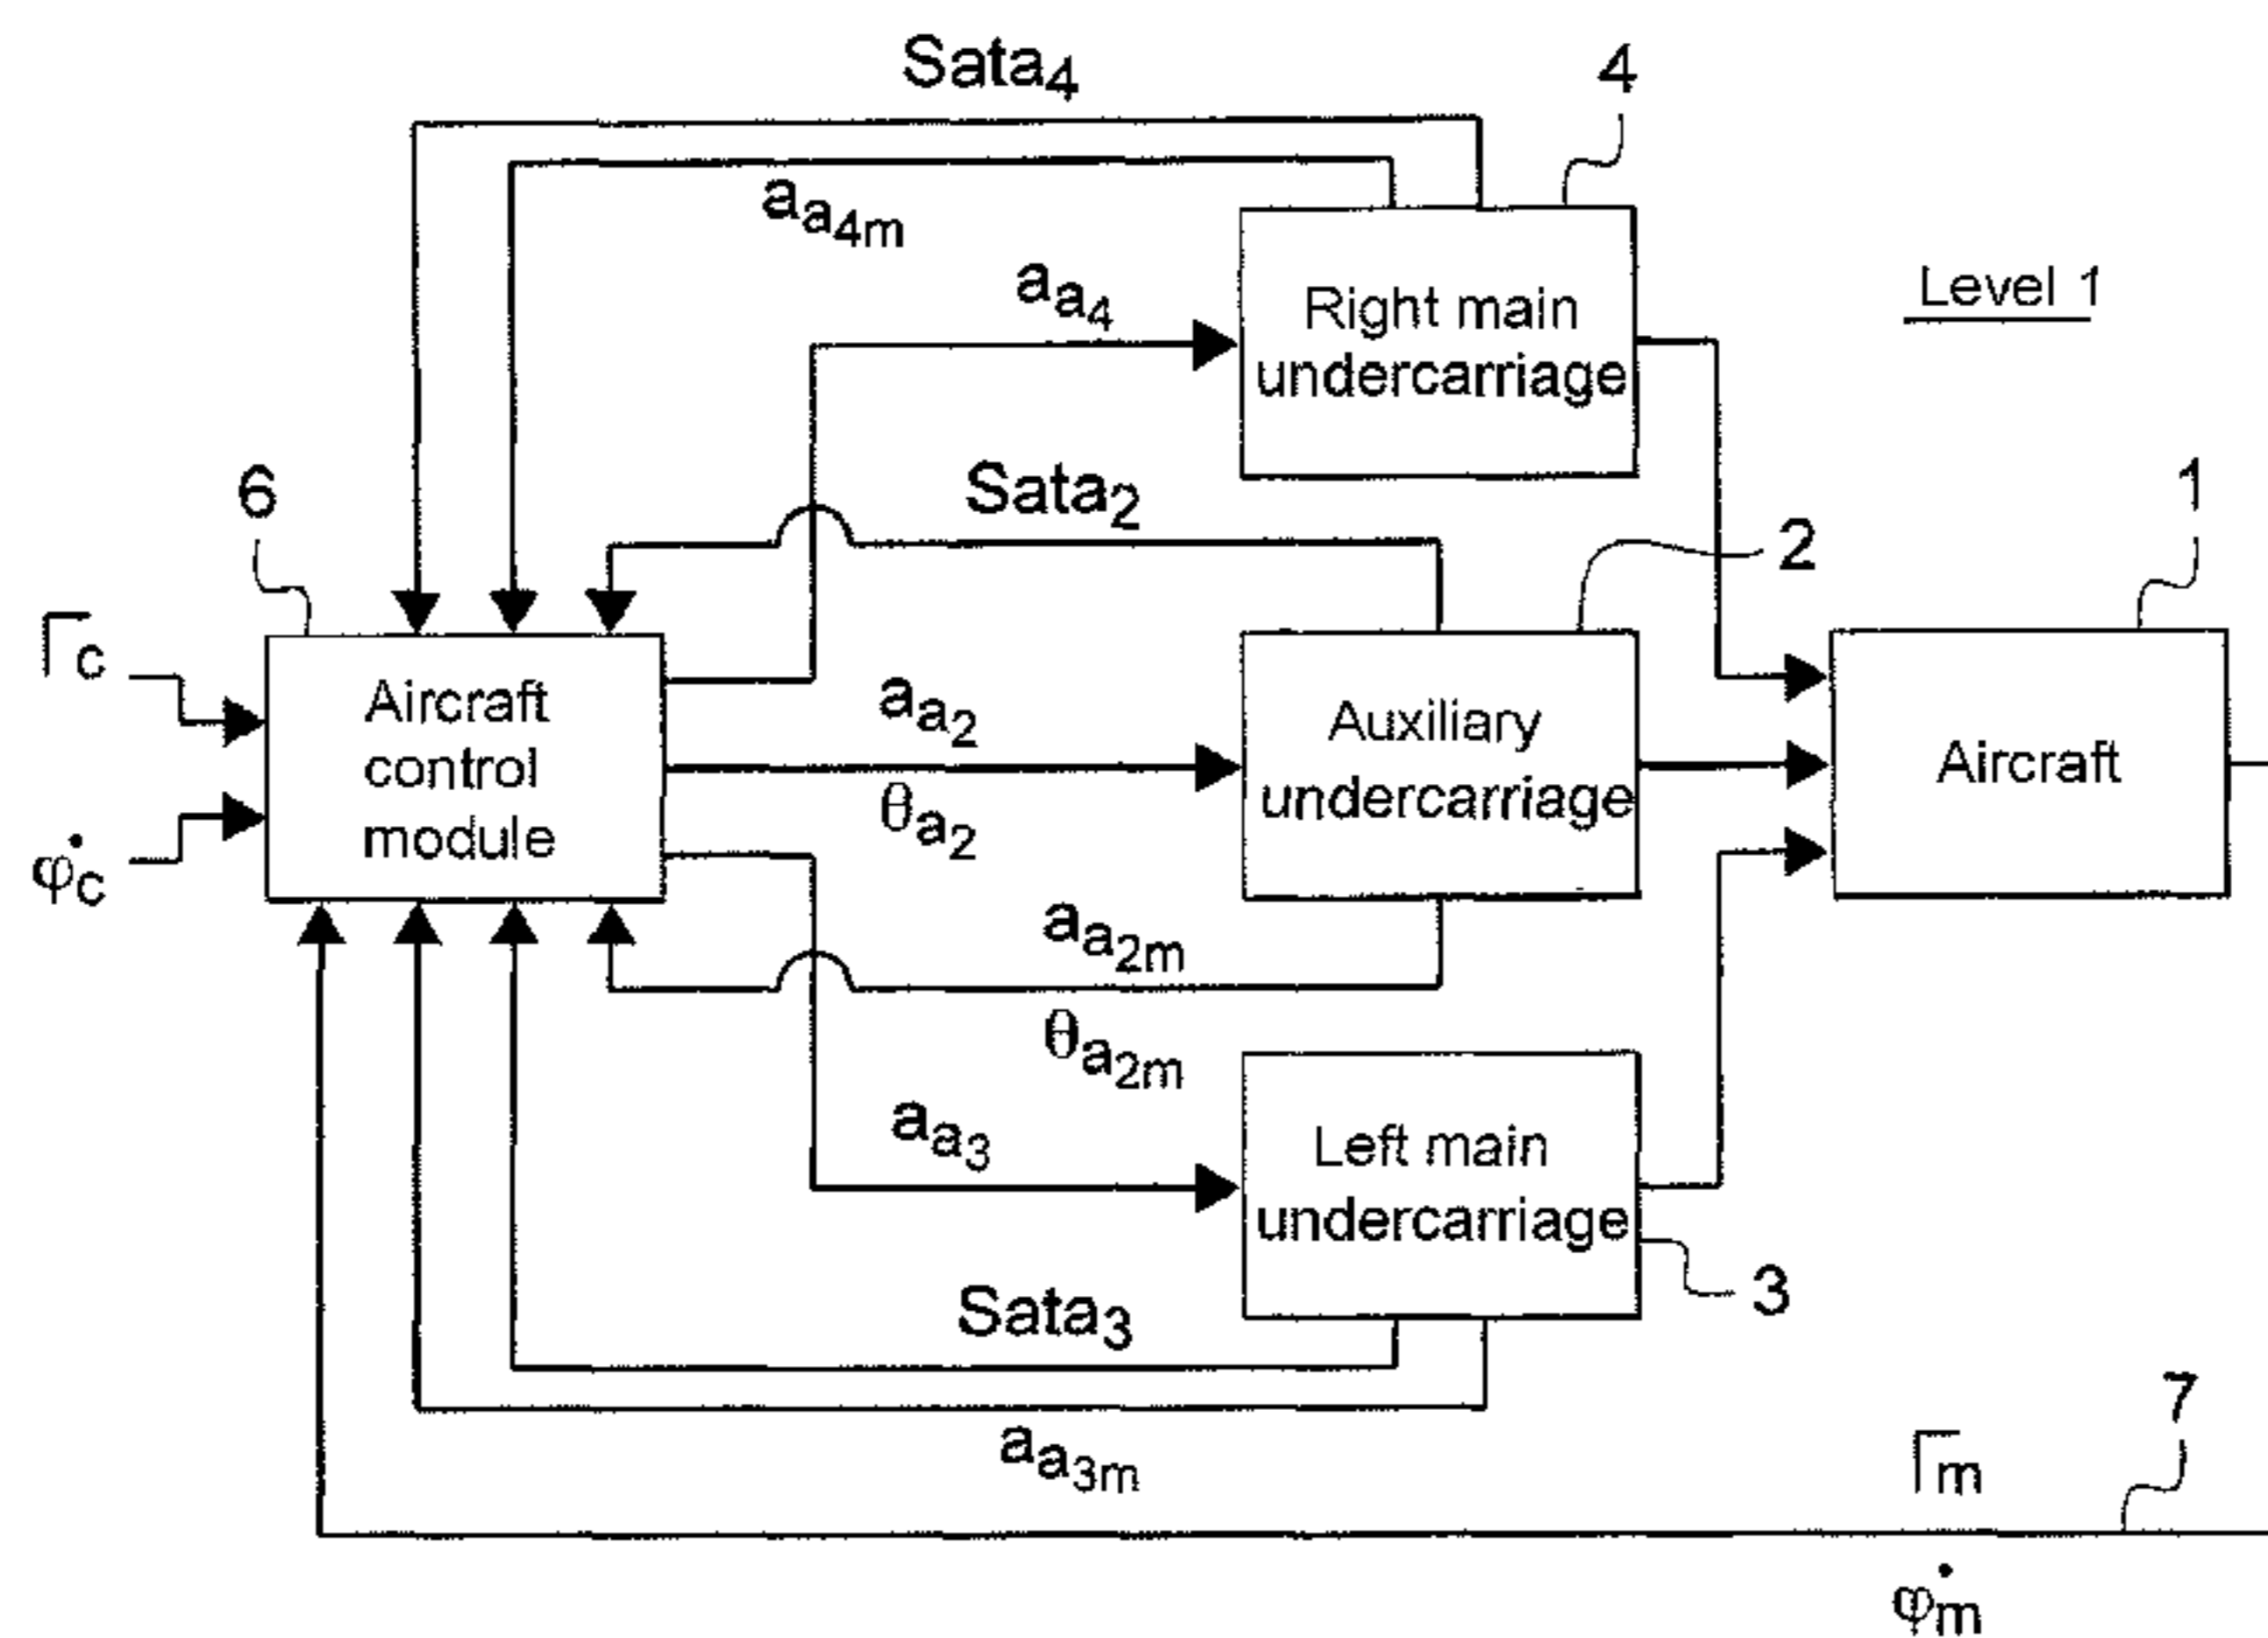 Sata4
4
aa4m
aa4
Right main
undercarriage
Level 1
6
Sata2
2
1
Γc
φ̇c
Aircraft
control
module
aa2
θa2
Auxiliary
undercarriage
Aircraft
aa2m
θa2m
aa3
Left main
undercarriage
3
Sata3
aa3m
Γm
7
φ̇m